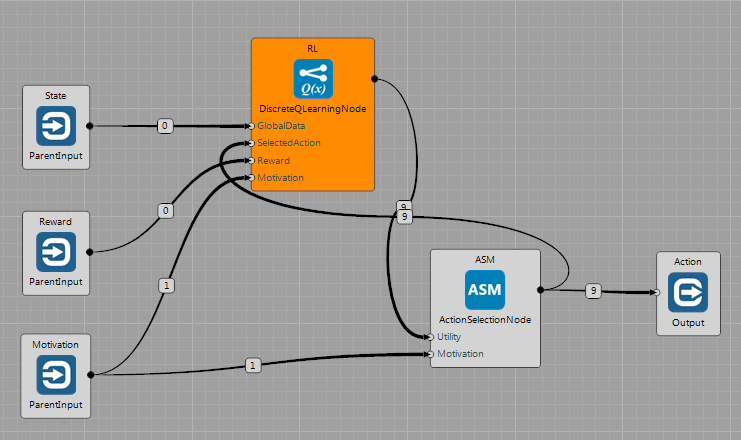 RL
Q(x)
DiscreteQLearningNode
GlobalData
SelectedAction
Reward
Motivation
State
ParentInput
0
Reward
ParentInput
0
Motivation
ParentInput
1
1
9
9
ASM
ASM
ActionSelectionNode
Utility
Motivation
9
Action
Output